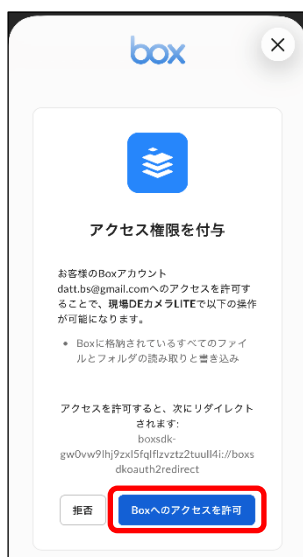 box
アクセス権限を付与
お客様のBoxアカウント
datt.bs@gmail.comへのアクセスを許可す
ることで、現場DEカメラLITEで以下の操作
が可能になります。
• Boxに格納されているすべてのファイ
ルとフォルダの読み取りと書き込み
アクセスを許可すると、次にリダイレクト
されます:
boxsdk-
gw0vw9lhj9zxl5fqlflzvztz2tuull4i://boxs
dkoauth2redirect
拒否
Boxへのアクセスを許可